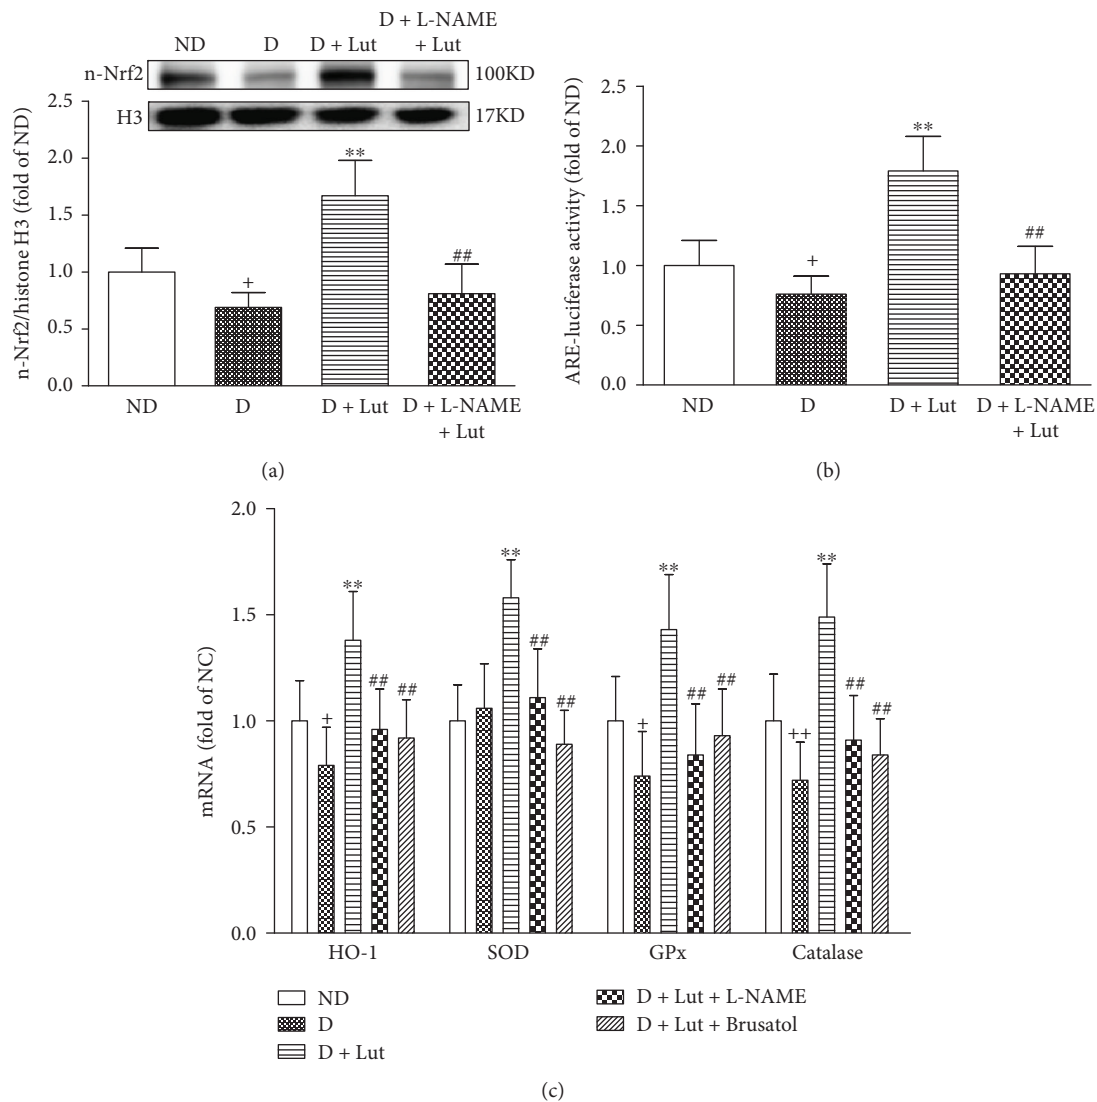 D + L-NAME
ND D D + Lut + Lut
n-Nrf2 100KD
H3 17KD
n-Nrf2/histone H3 (fold of ND)
2.5
2.0
1.5
1.0
0.5
0.0
+
**
##
ND D D + Lut D + L-NAME
+ Lut
(a)
ARE-luciferase activity (fold of ND)
2.5
2.0
1.5
1.0
0.5
0.0
+
**
##
ND D D + Lut D + L-NAME
+ Lut
(b)
mRNA (fold of NC)
2.0
1.5
1.0
0.5
0.0
+ ** ## ##
** ## ##
+ ** ## ##
++ ** ## ##
HO-1 SOD GPx Catalase
ND
D
D + Lut
D + Lut + L-NAME
D + Lut + Brusatol
(c)